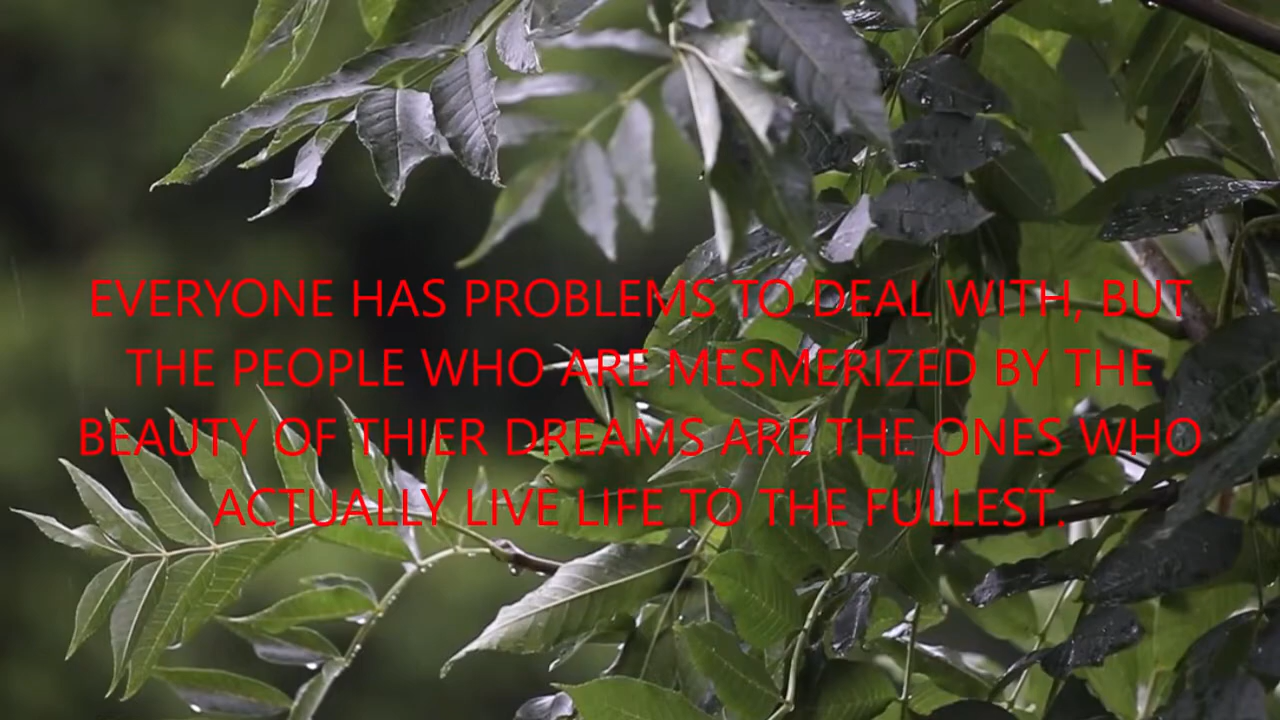 EVERYONE HAS PROBLEMS TO DEAL WITH, BUT
THE PEOPLE WHO ARE MESMERIZED BY THE
BEAUTY OF THIER DREAMS ARE THE ONES WHO
ACTUALLY LIVE LIFE TO THE FULLEST.